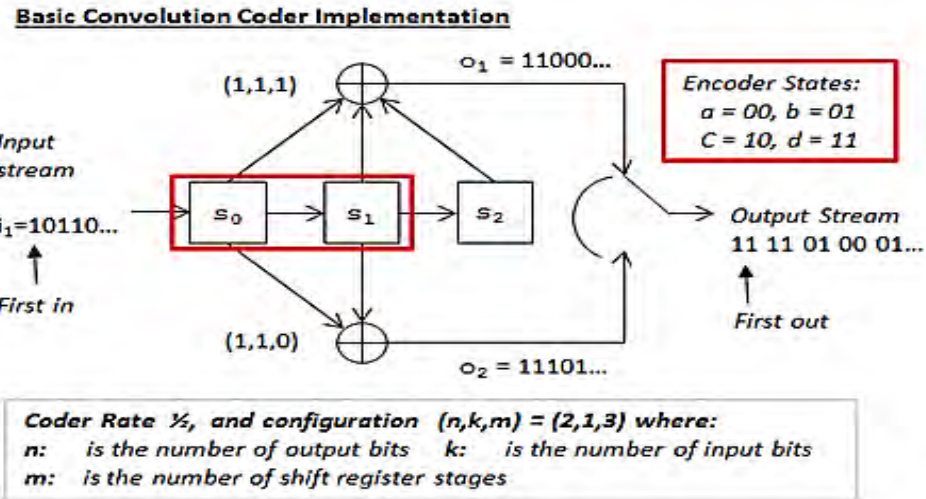 Basic Convolution Coder Implementation
o₁ = 11000...
(1,1,1)
Encoder States:
a = 00, b = 01
C = 10, d = 11
Input
stream
s₀
s₁
s₂
i₁=10110...
Output Stream
11 11 01 00 01...
First in
First out
(1,1,0)
o₂ = 11101...
Coder Rate ½, and configuration (n,k,m) = (2,1,3) where:
n: is the number of output bits k: is the number of input bits
m: is the number of shift register stages